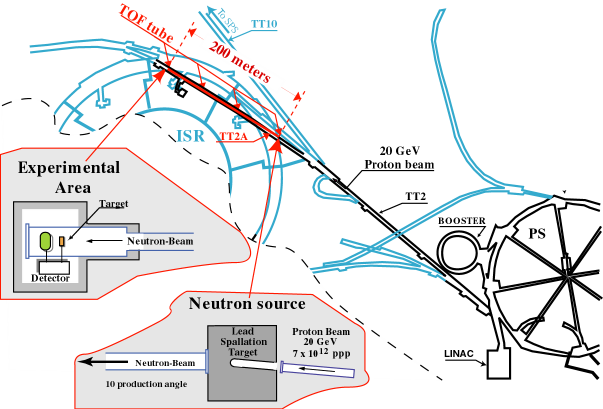 To SPS
TT10
TOF tube
200 meters
ISR
TT2A
20 GeV
Proton beam
TT2
BOOSTER
PS
LINAC
Experimental
Area
Target
Neutron-Beam
Detector
Neutron source
Lead
Spallation
Target
Proton Beam
20 GeV
7 x 10¹² ppp
Neutron-Beam
10 production angle